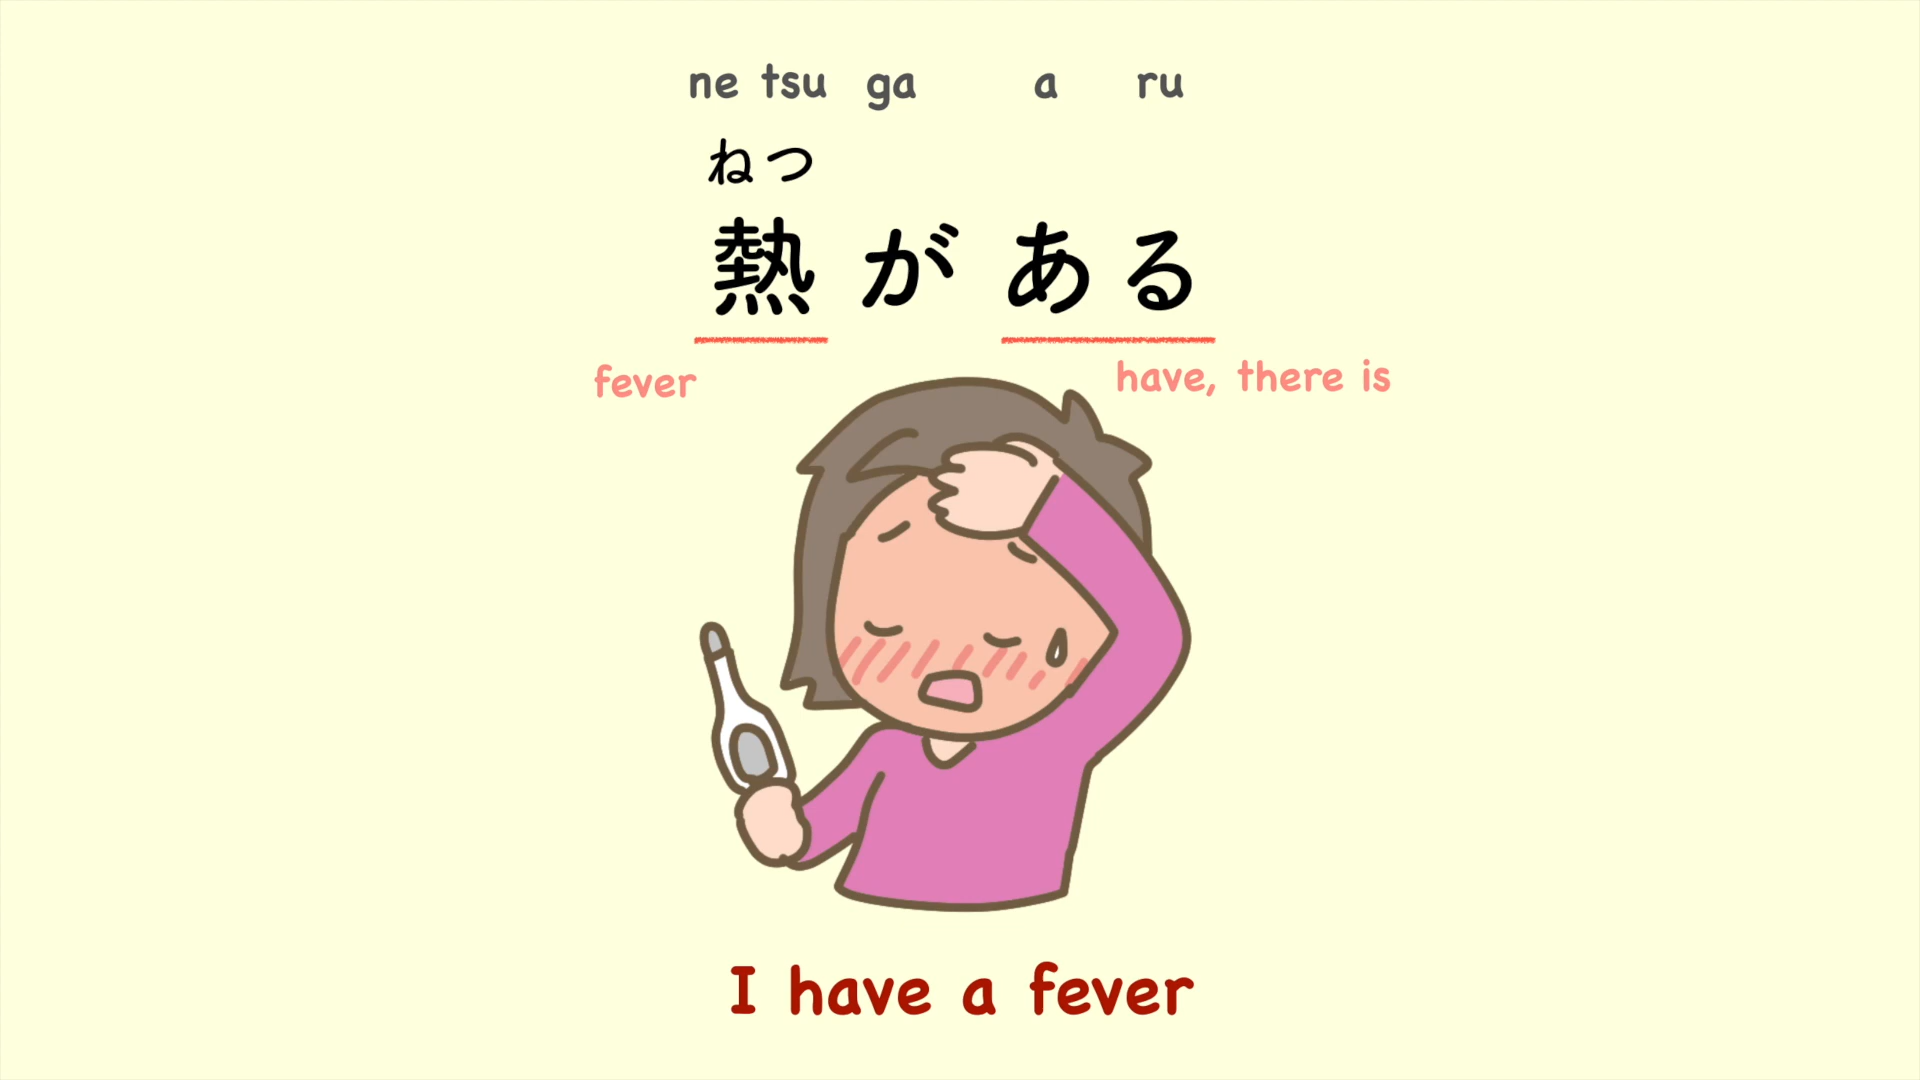 ne tsu ga a ru
ねつ
熱 が ある
fever have, there is
I have a fever